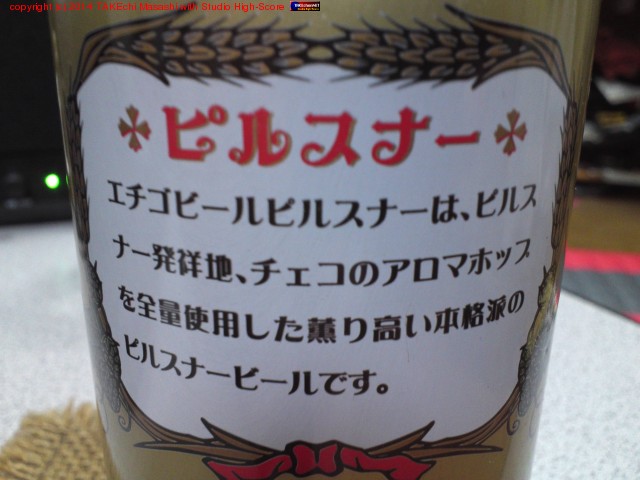 ピルスナー
エチゴビールピルスナーは、ピルス
ナー発祥地、チェコのアロマホップ
を全量使用した薫り高い本格派の
ピルスナービールです。